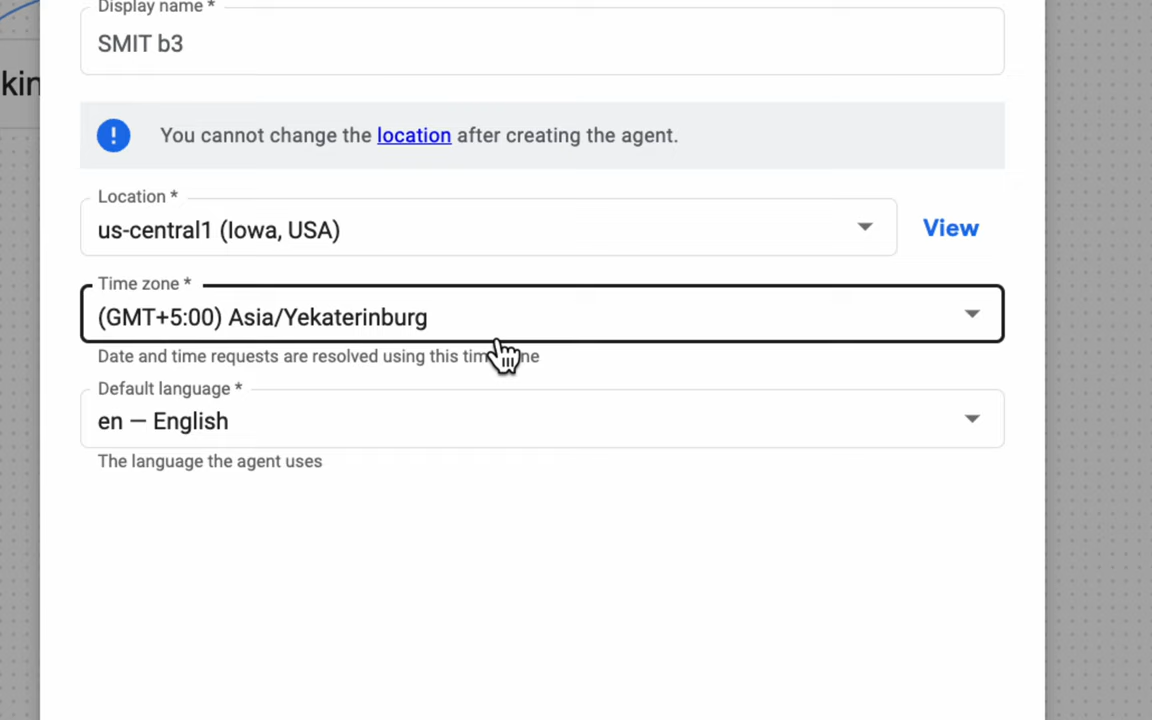 Display name *
SMIT b3
kin
You cannot change the location after creating the agent.
Location *
us-central1 (Iowa, USA)
View
Time zone *
(GMT+5:00) Asia/Yekaterinburg
Date and time requests are resolved using this
Default language *
en — English
The language the agent uses